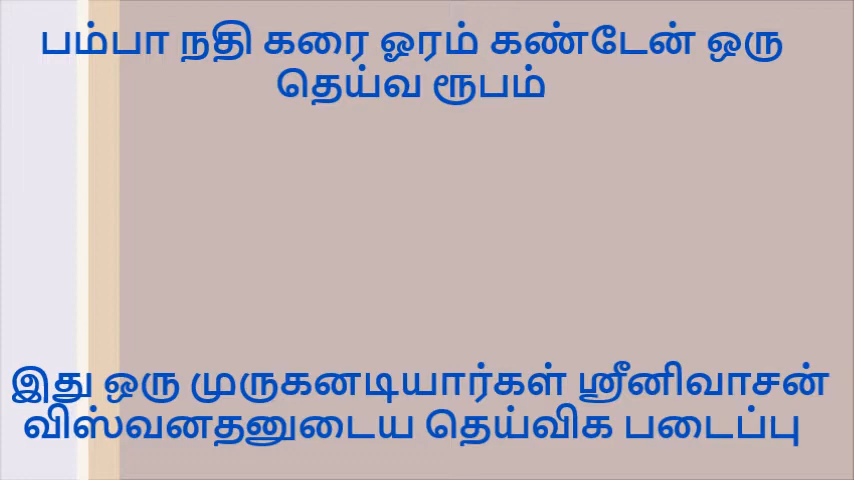 பம்பா நதி கரை ஓரம் கண்டேன் ஒரு
தெய்வ ரூபம்
இது ஒரு முருகனடியார்கள் ஸ்ரீனிவாசன்
விஸ்வனதனுடைய தெய்விக படைப்பு